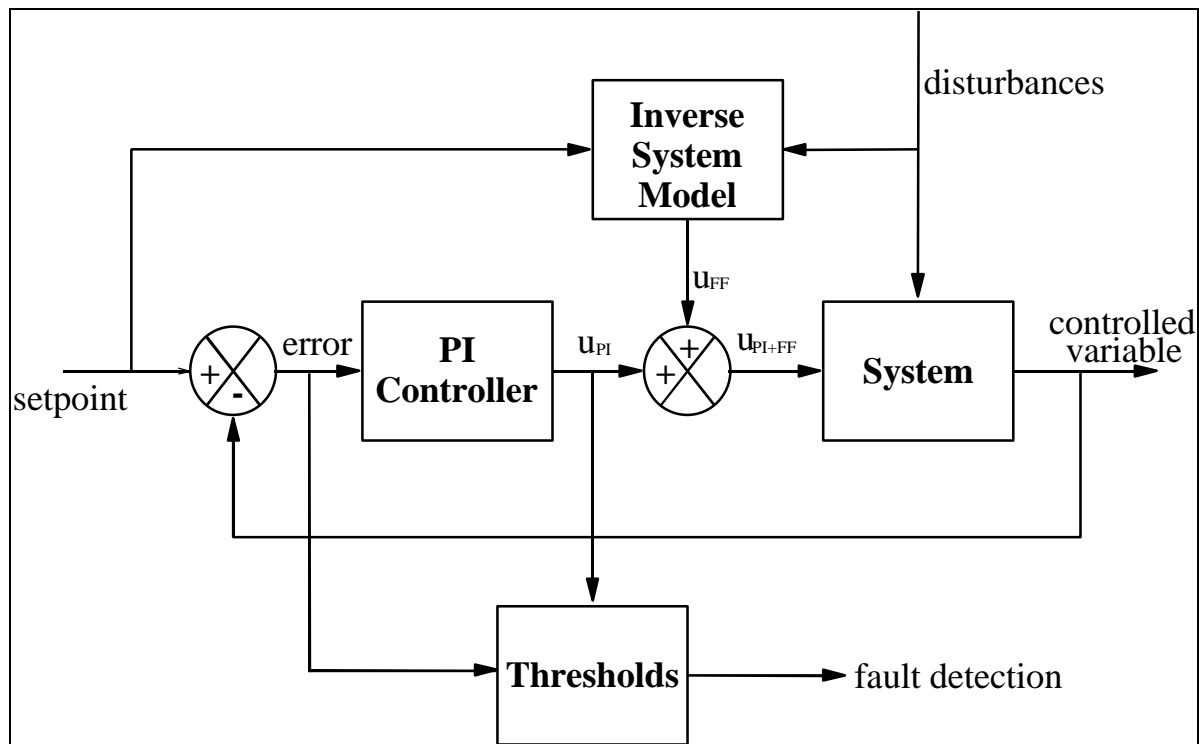 disturbances
Inverse
System
Model
uFF
controlled
variable
error
PI
Controller
uPI
+
+
uPI+FF
System
+
-
setpoint
Thresholds
fault detection